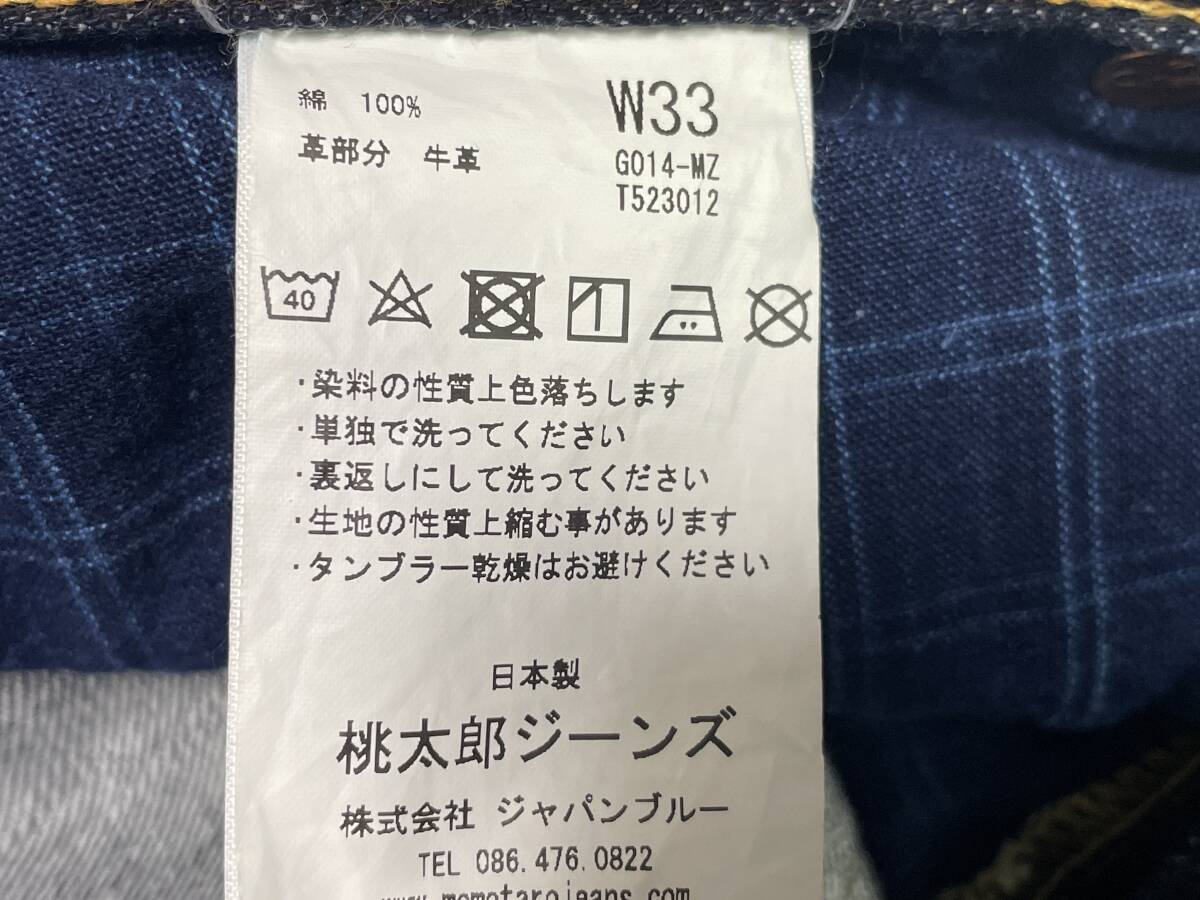 綿 100%
革部分 牛革
W33
G014-MZ
T523012
40
・染料の性質上色落ちします
・単独で洗ってください
・裏返しにして洗ってください
・生地の性質上縮む事があります
・タンブラー乾燥はお避けください
日本製
桃太郎ジーンズ
株式会社 ジャパンブルー
TEL 086.476.0822
www.momotarojeans.com